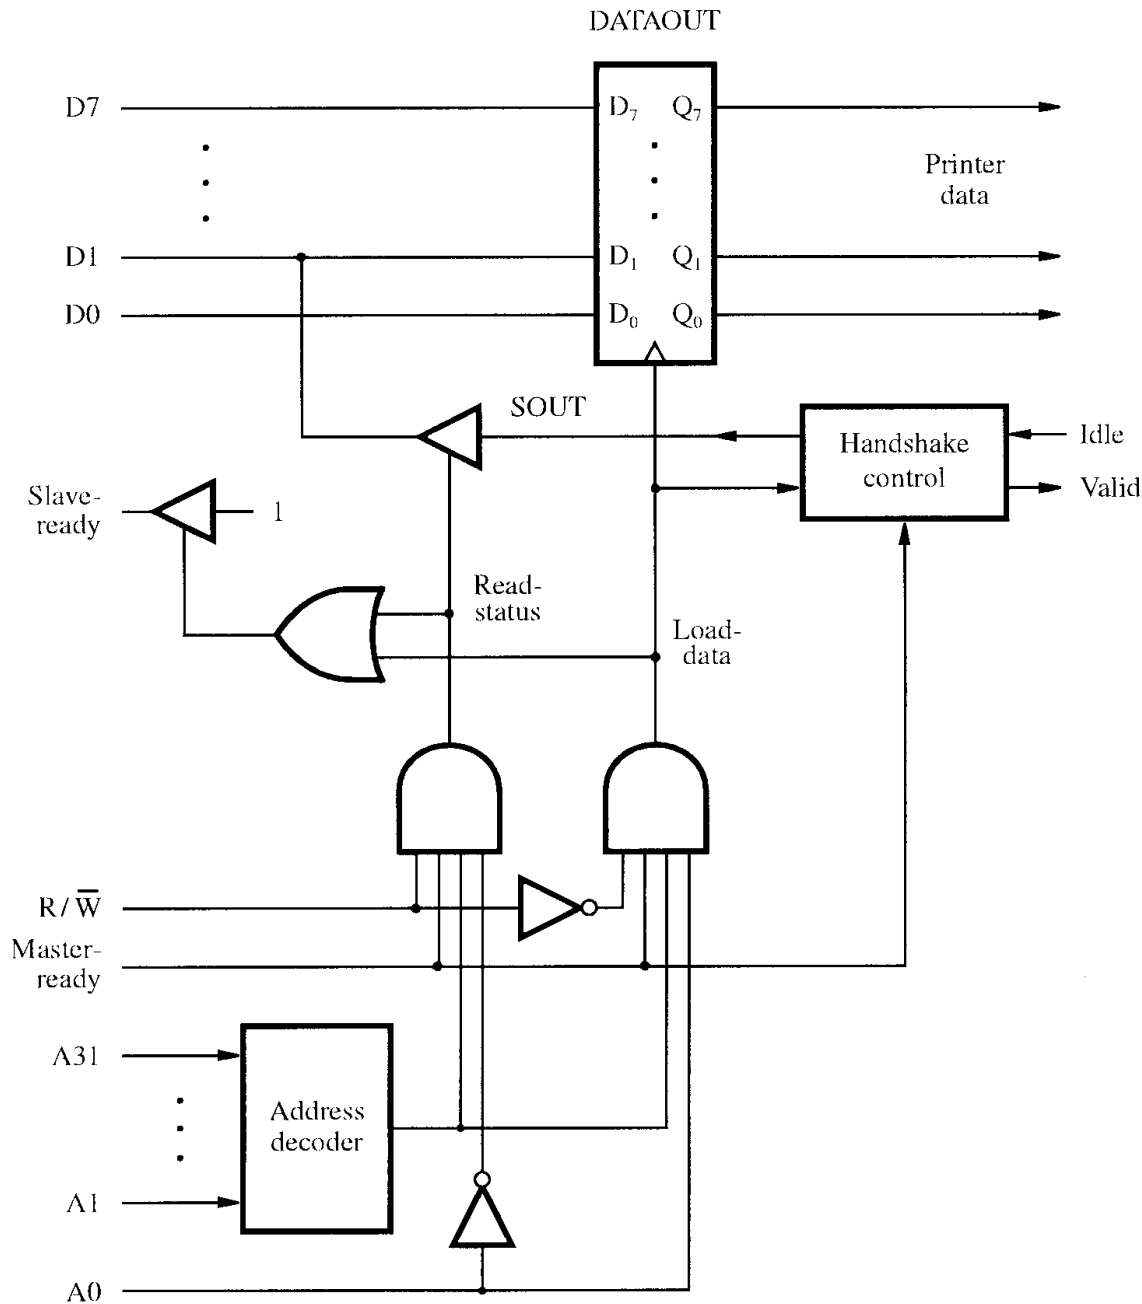 DATAOUT
D7
D₇ Q₇
Printer
data
D1
D₁ Q₁
D0
D₀ Q₀
SOUT
Handshake
control
Idle
Valid
Slave-
ready
1
Read-
status
Load-
data
R/W̅
Master-
ready
A31
Address
decoder
A1
A0